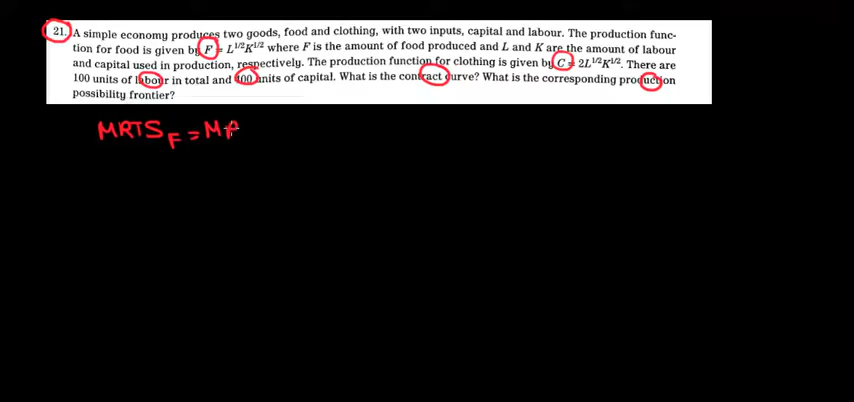 21. A simple economy produces two goods, food and clothing, with two inputs, capital and labour. The production func-
tion for food is given by F = L^1/2K^1/2 where F is the amount of food produced and L and K are the amount of labour
and capital used in production, respectively. The production function for clothing is given by C = 2L^1/2K^1/2. There are
100 units of labour in total and 400 units of capital. What is the contract curve? What is the corresponding production
possibility frontier?
MRTS_F = MP